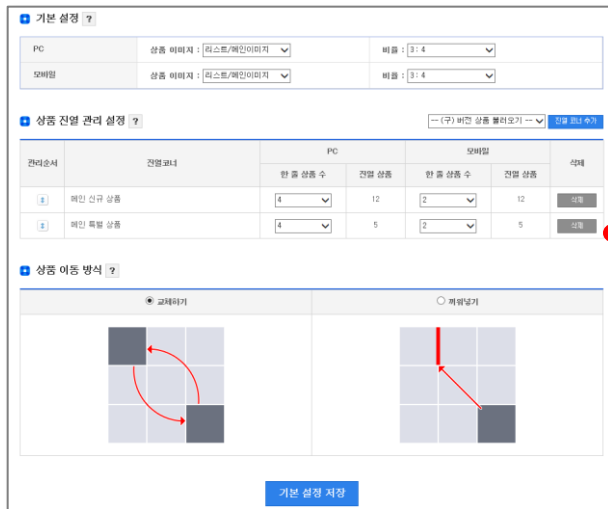 기본 설정 ?
PC 상품 이미지 : 리스트/메인이미지 비율 : 3 : 4
모바일 상품 이미지 : 리스트/메인이미지 비율 : 3 : 4
상품 진열 관리 설정 ? -- (구) 버전 상품 불러오기 -- 진열 코너 추가
관리순서 진열코너 PC 모바일 삭제
한 줄 상품 수 진열 상품 한 줄 상품 수 진열 상품
메인 신규 상품 4 12 2 12 삭제
메인 특별 상품 4 5 2 5 삭제
상품 이동 방식 ?
교체하기 끼워넣기
기본 설정 저장